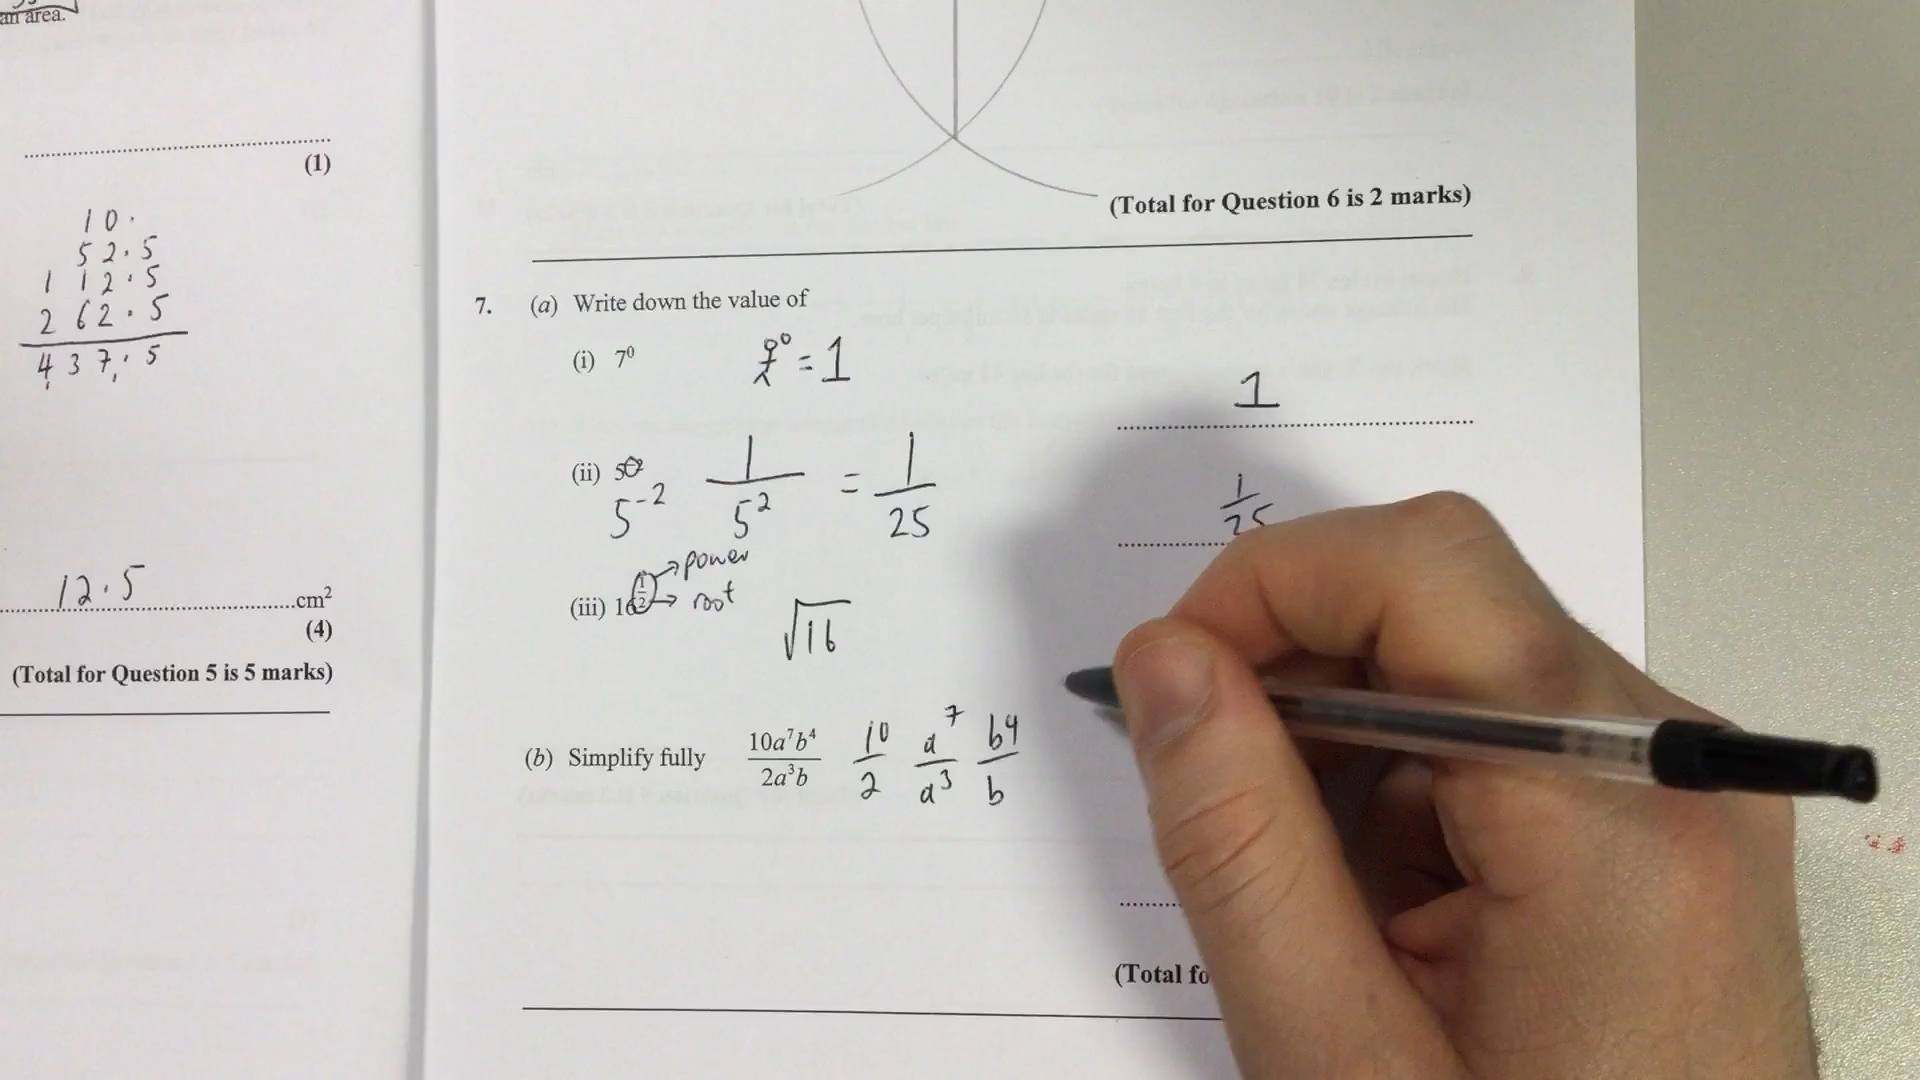 an area.
(1)
10.
52.5
112.5
262.5
437.5
12.5
cm²
(4)
(Total for Question 5 is 5 marks)
(Total for Question 6 is 2 marks)
7. (a) Write down the value of
(i) 7⁰ x⁰ = 1
1
(ii) 5⁻² 1/5² = 1/25
5⁻²
1/25
(iii) 16^(1/2) → power
→ root
√16
(b) Simplify fully 10a⁷b⁴/2a³b 10/2 a⁷/a³ b4/b
(Total fo